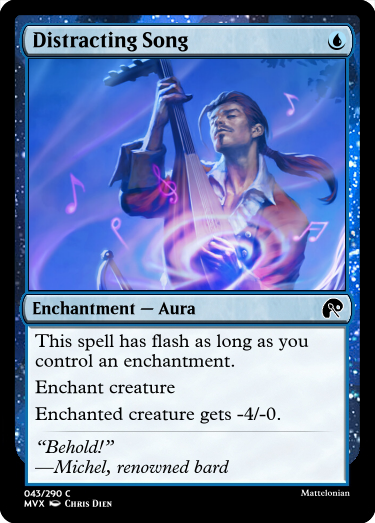 Distracting Song
Enchantment — Aura
This spell has flash as long as you
control an enchantment.
Enchant creature
Enchanted creature gets -4/-0.
“Behold!”
—Michel, renowned bard
043/290 C
Mattelonian
MVX Chris Dien